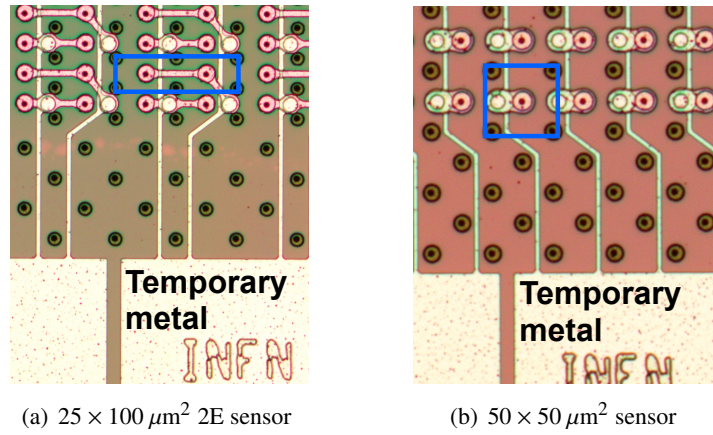 Temporary
metal
INFN
Temporary
metal
INFN
(a) 25 × 100 μm² 2E sensor
(b) 50 × 50 μm² sensor